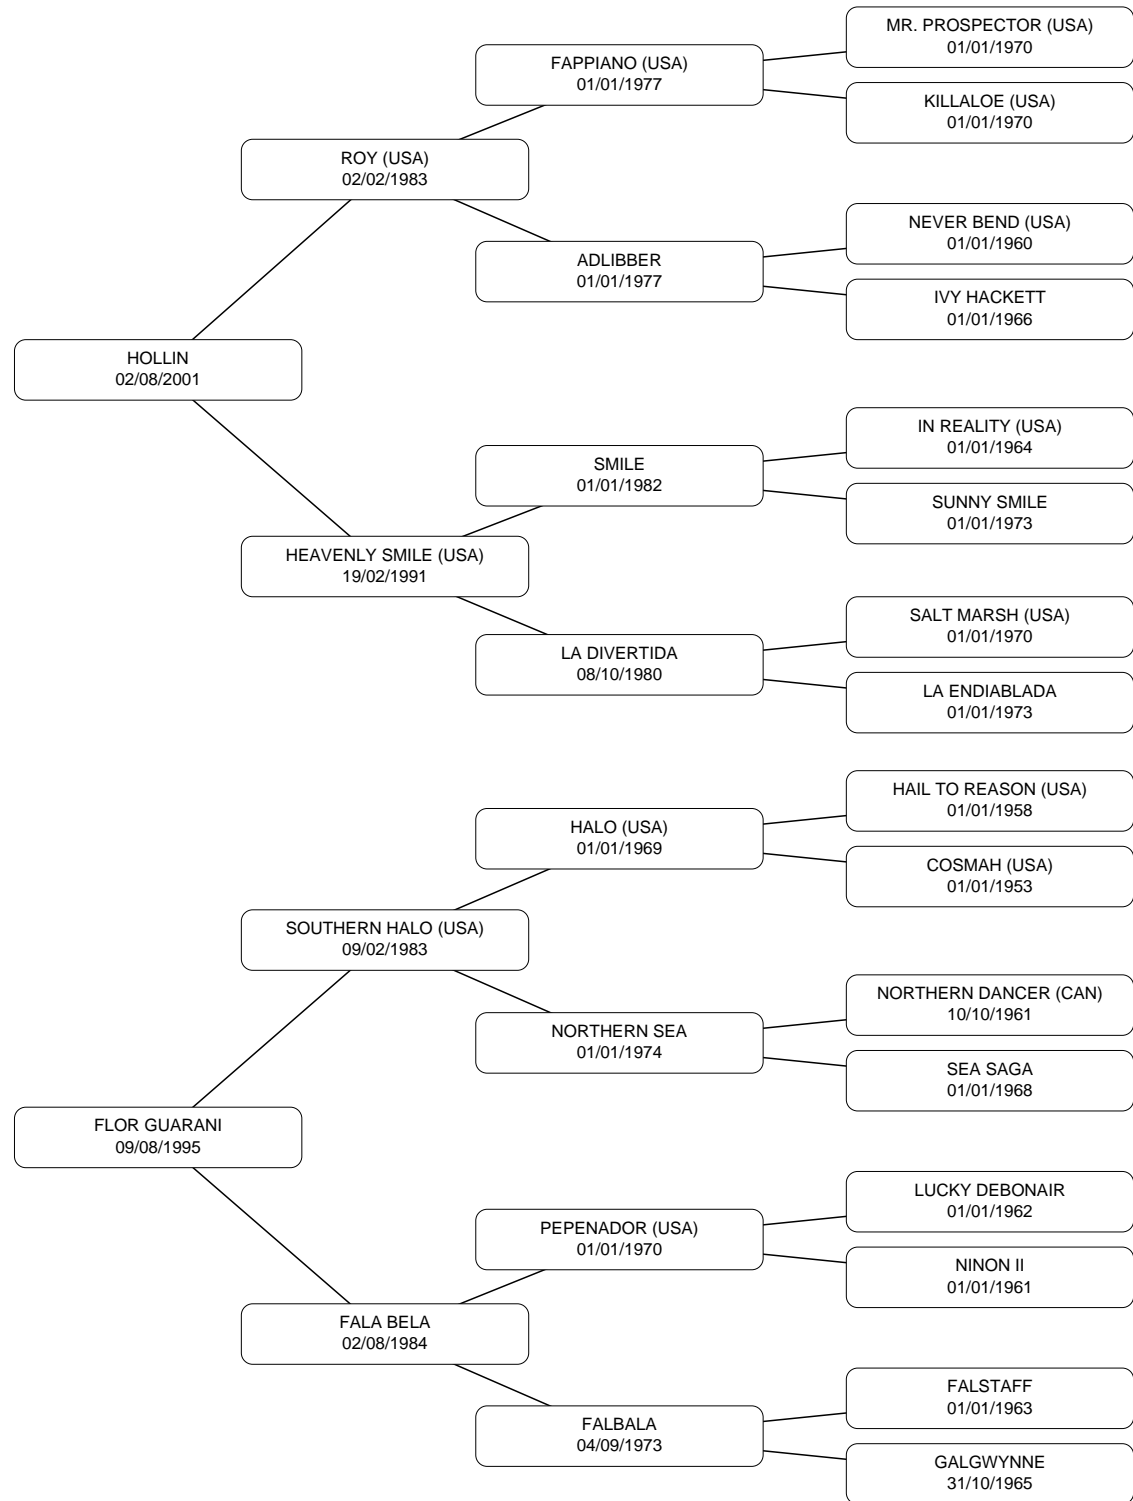 MR. PROSPECTOR (USA)
01/01/1970
FAPPIANO (USA)
01/01/1977
KILLALOE (USA)
01/01/1970
ROY (USA)
02/02/1983
NEVER BEND (USA)
01/01/1960
ADLIBBER
01/01/1977
IVY HACKETT
01/01/1966
HOLLIN
02/08/2001
IN REALITY (USA)
01/01/1964
SMILE
01/01/1982
SUNNY SMILE
01/01/1973
HEAVENLY SMILE (USA)
19/02/1991
SALT MARSH (USA)
01/01/1970
LA DIVERTIDA
08/10/1980
LA ENDIABLADA
01/01/1973
HAIL TO REASON (USA)
01/01/1958
HALO (USA)
01/01/1969
COSMAH (USA)
01/01/1953
SOUTHERN HALO (USA)
09/02/1983
NORTHERN DANCER (CAN)
10/10/1961
NORTHERN SEA
01/01/1974
SEA SAGA
01/01/1968
FLOR GUARANI
09/08/1995
LUCKY DEBONAIR
01/01/1962
PEPENADOR (USA)
01/01/1970
NINON II
01/01/1961
FALA BELA
02/08/1984
FALSTAFF
01/01/1963
FALBALA
04/09/1973
GALGWYNNE
31/10/1965